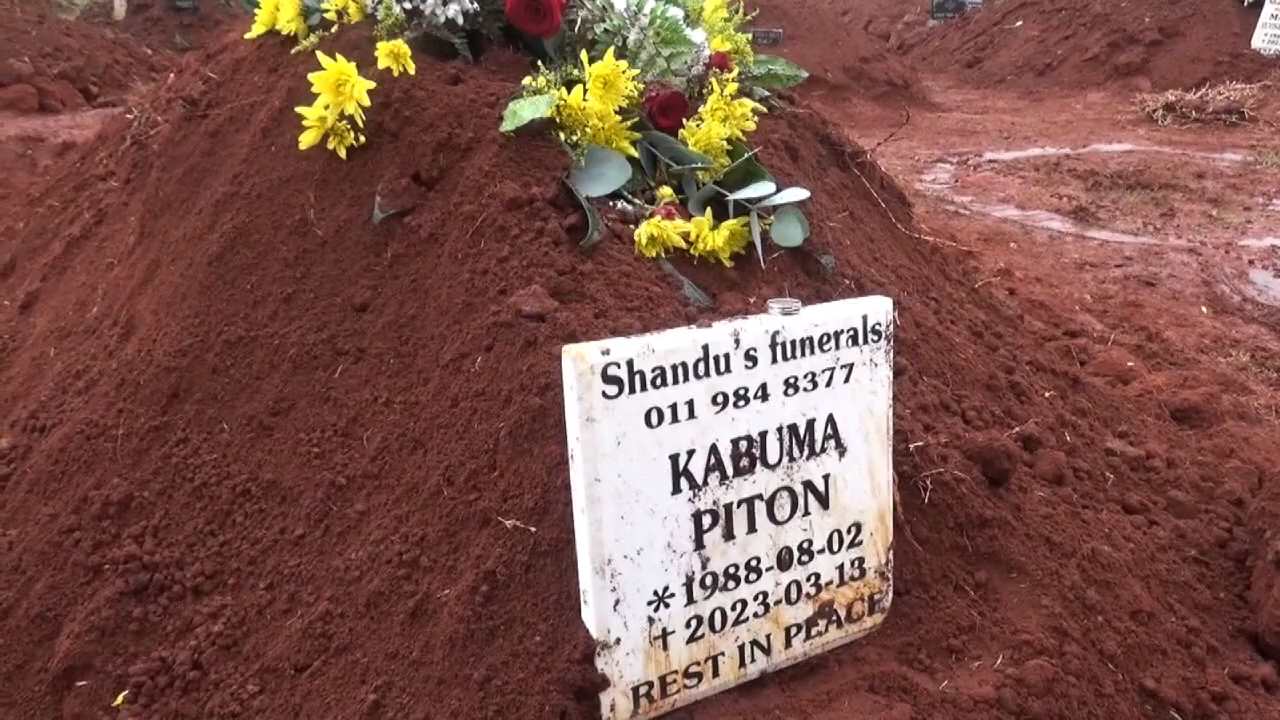 Shandu's funerals
011 984 8377
KABUMA
PITON
*1988-08-02
†2023-03-13
REST IN PEACE